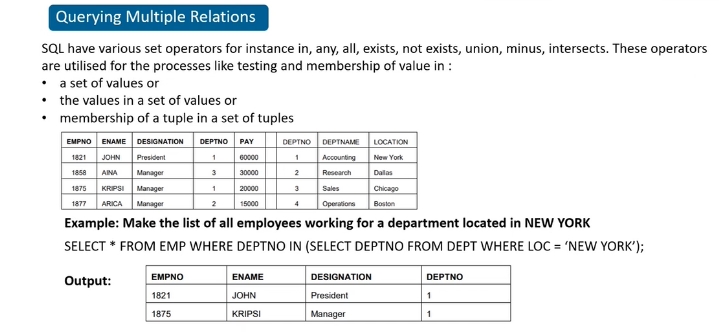 Querying Multiple Relations
SQL have various set operators for instance in, any, all, exists, not exists, union, minus, intersects. These operators
are utilised for the processes like testing and membership of value in :
• a set of values or
• the values in a set of values or
• membership of a tuple in a set of tuples
EMPNO ENAME DESIGNATION DEPTNO PAY DEPTNO DEPTNAME LOCATION
1821 JOHN President 1 60000 1 Accounting New York
1858 AINA Manager 3 30000 2 Research Dallas
1875 KRIPSI Manager 1 20000 3 Sales Chicago
1877 ARICA Manager 2 15000 4 Operations Boston
Example: Make the list of all employees working for a department located in NEW YORK
SELECT * FROM EMP WHERE DEPTNO IN (SELECT DEPTNO FROM DEPT WHERE LOC = ‘NEW YORK’);
Output:
EMPNO ENAME DESIGNATION DEPTNO
1821 JOHN President 1
1875 KRIPSI Manager 1